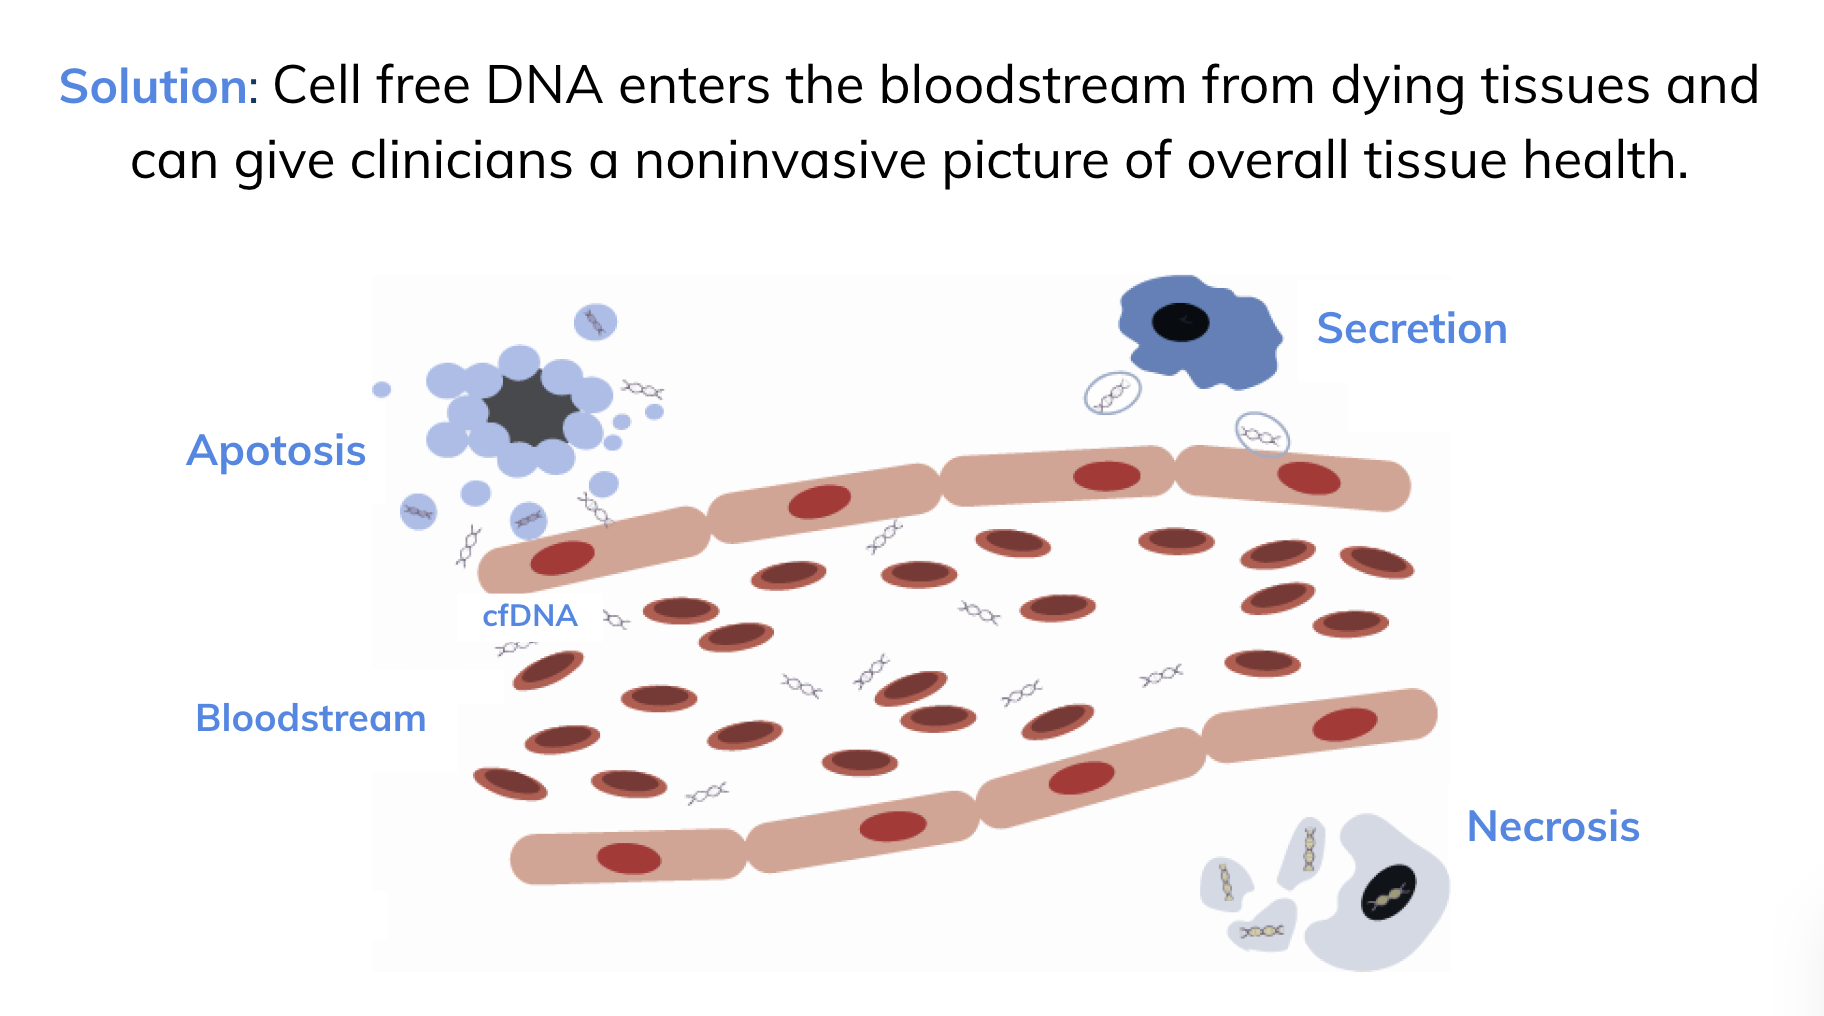 Solution: Cell free DNA enters the bloodstream from dying tissues and
can give clinicians a noninvasive picture of overall tissue health.
Secretion
Apotosis
cfDNA
Bloodstream
Necrosis